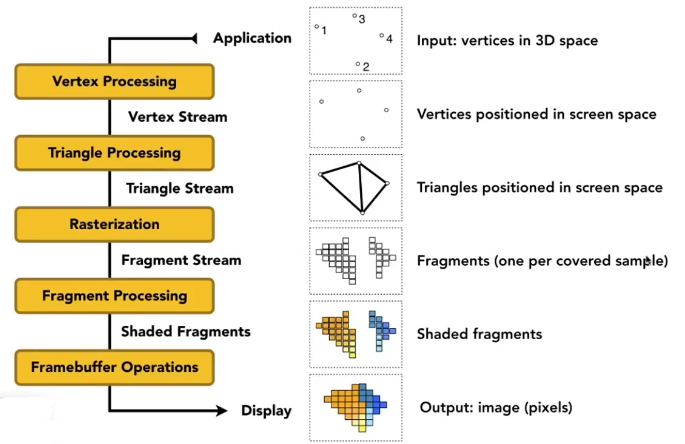 Application
3
1
4
2
Input: vertices in 3D space
Vertex Processing
Vertex Stream
Vertices positioned in screen space
Triangle Processing
Triangle Stream
Triangles positioned in screen space
Rasterization
Fragment Stream
Fragments (one per covered sample)
Fragment Processing
Shaded Fragments
Shaded fragments
Framebuffer Operations
Display
Output: image (pixels)